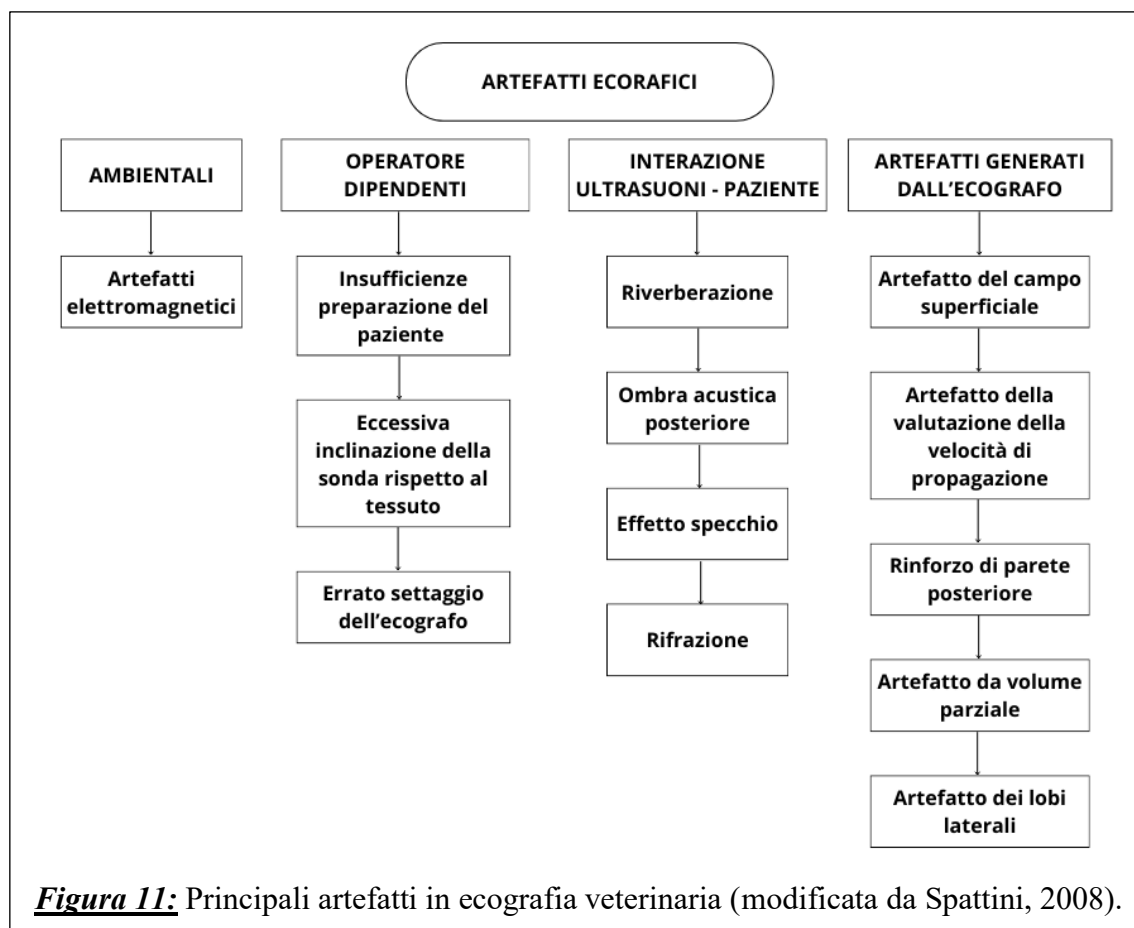 ARTEFATTI ECORAFICI
AMBIENTALI
Artefatti
elettromagnetici
OPERATORE
DIPENDENTI
Insufficienze
preparazione del
paziente
Eccessiva
inclinazione della
sonda rispetto al
tessuto
Errato settaggio
dell'ecografo
INTERAZIONE
ULTRASUONI - PAZIENTE
Riverberazione
Ombra acustica
posteriore
Effetto specchio
Rifrazione
ARTEFATTI GENERATI
DALL'ECOGRAFO
Artefatto del campo
superficiale
Artefatto della
valutazione della
velocità di
propagazione
Rinforzo di parete
posteriore
Artefatto da volume
parziale
Artefatto dei lobi
laterali
Figura 11: Principali artefatti in ecografia veterinaria (modificata da Spattini, 2008).